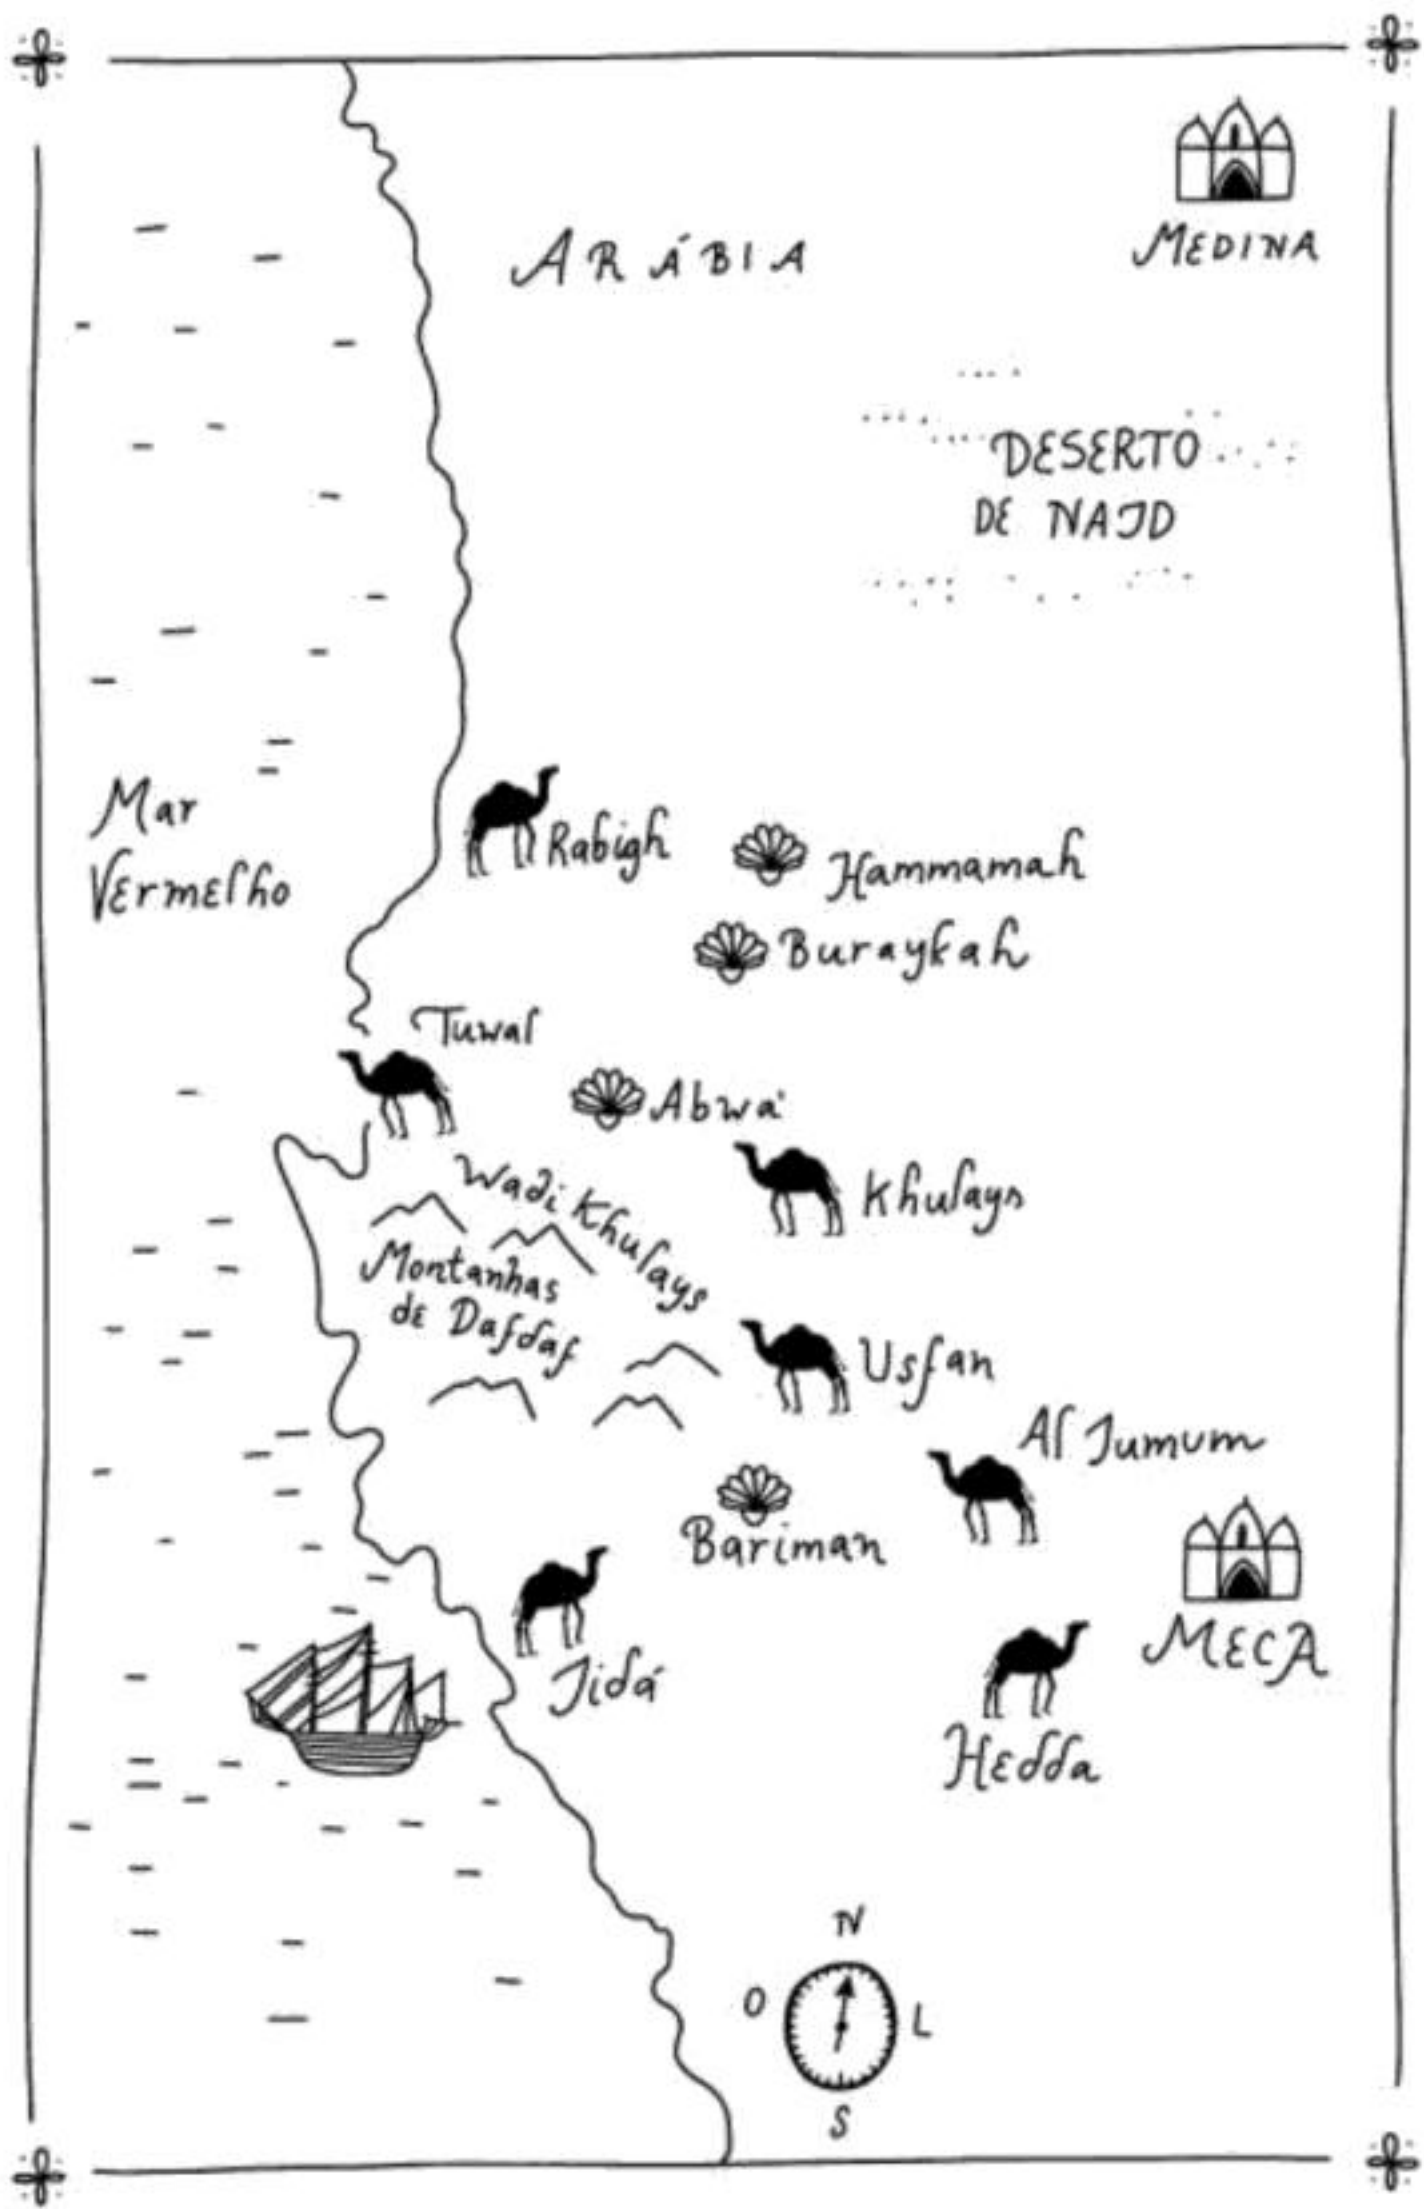 MEDINA
ARÁBIA
DESERTO
DE NAJD
Mar
Vermelho
Rabigh
Hammamah
Buraykah
Tuwal
Abwa'
Khulays
Wadi Khulays
Montanhas
de Dafdaf
Usfan
Al Jumum
Bariman
MECA
Jidá
Hedda
N
O
L
S